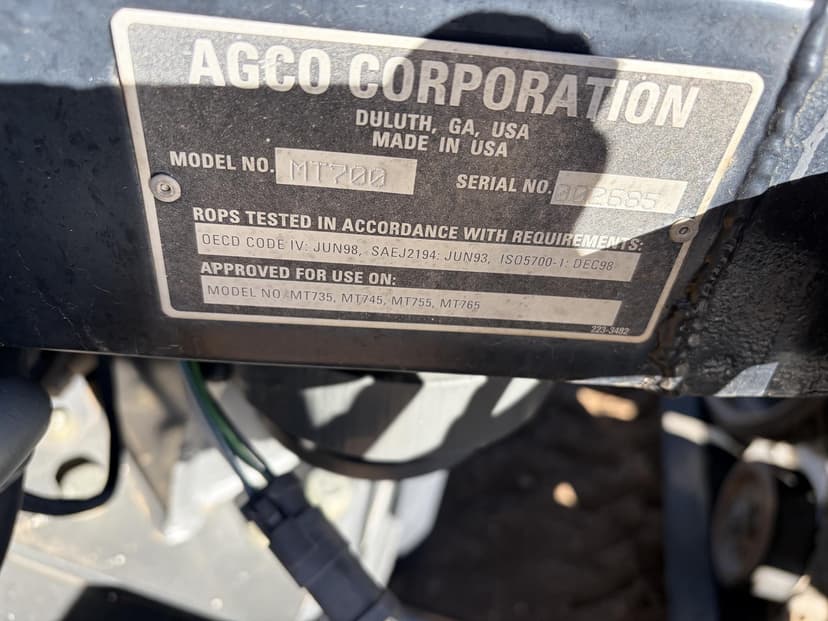 AGCO CORPORATION
DULUTH, GA, USA
MADE IN USA
MODEL NO. MT700
SERIAL NO. 002685
ROPS TESTED IN ACCORDANCE WITH REQUIREMENTS:
OECD CODE IV: JUN98, SAEJ2194: JUN93, ISO5700-1: DEC98
APPROVED FOR USE ON:
MODEL NO. MT735, MT745, MT755, MT765
223-3482